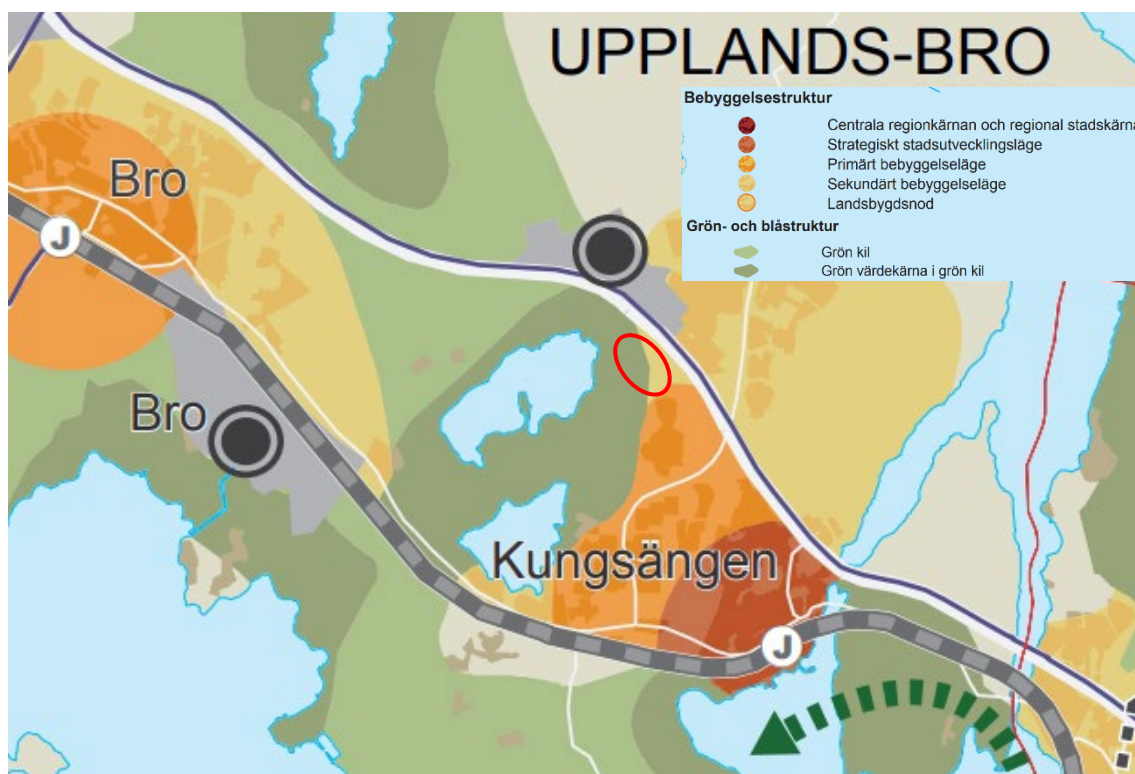 UPPLANDS-BRO
Bebyggelsestruktur
Centrala regionkärnan och regional stadskärna
Strategiskt stadsutvecklingsläge
Primärt bebyggelseläge
Sekundärt bebyggelseläge
Landsbygdsnod
Grön- och blåstruktur
Grön kil
Grön värdekärna i grön kil
Bro
J
Bro
Kungsängen
J